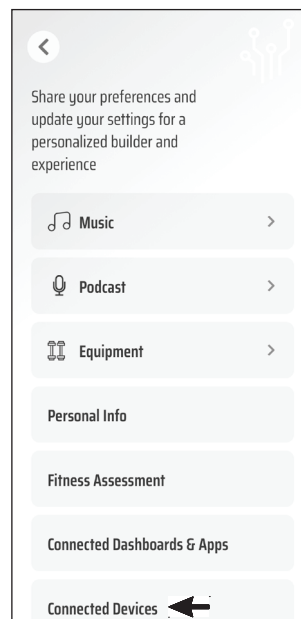 Share your preferences and
update your settings for a
personalized builder and
experience
Music
Podcast
Equipment
Personal Info
Fitness Assessment
Connected Dashboards & Apps
Connected Devices